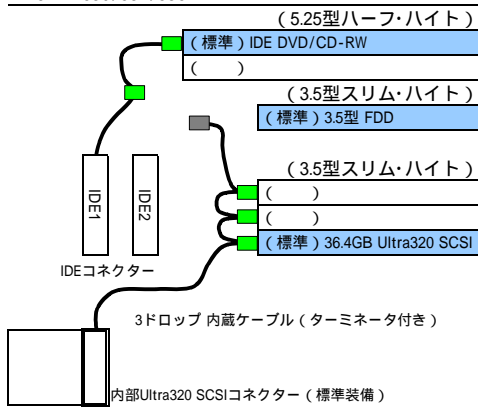 (5.25型ハーフ・ハイト)
(標準) IDE DVD/CD-RW
(　　)
(3.5型スリム・ハイト)
(標準) 3.5型 FDD
(3.5型スリム・ハイト)
(　　)
(　　)
(標準) 36.4GB Ultra320 SCSI
IDE1
IDE2
IDEコネクター
3ドロップ 内蔵ケーブル(ターミネータ付き)
内部Ultra320 SCSIコネクター(標準装備)